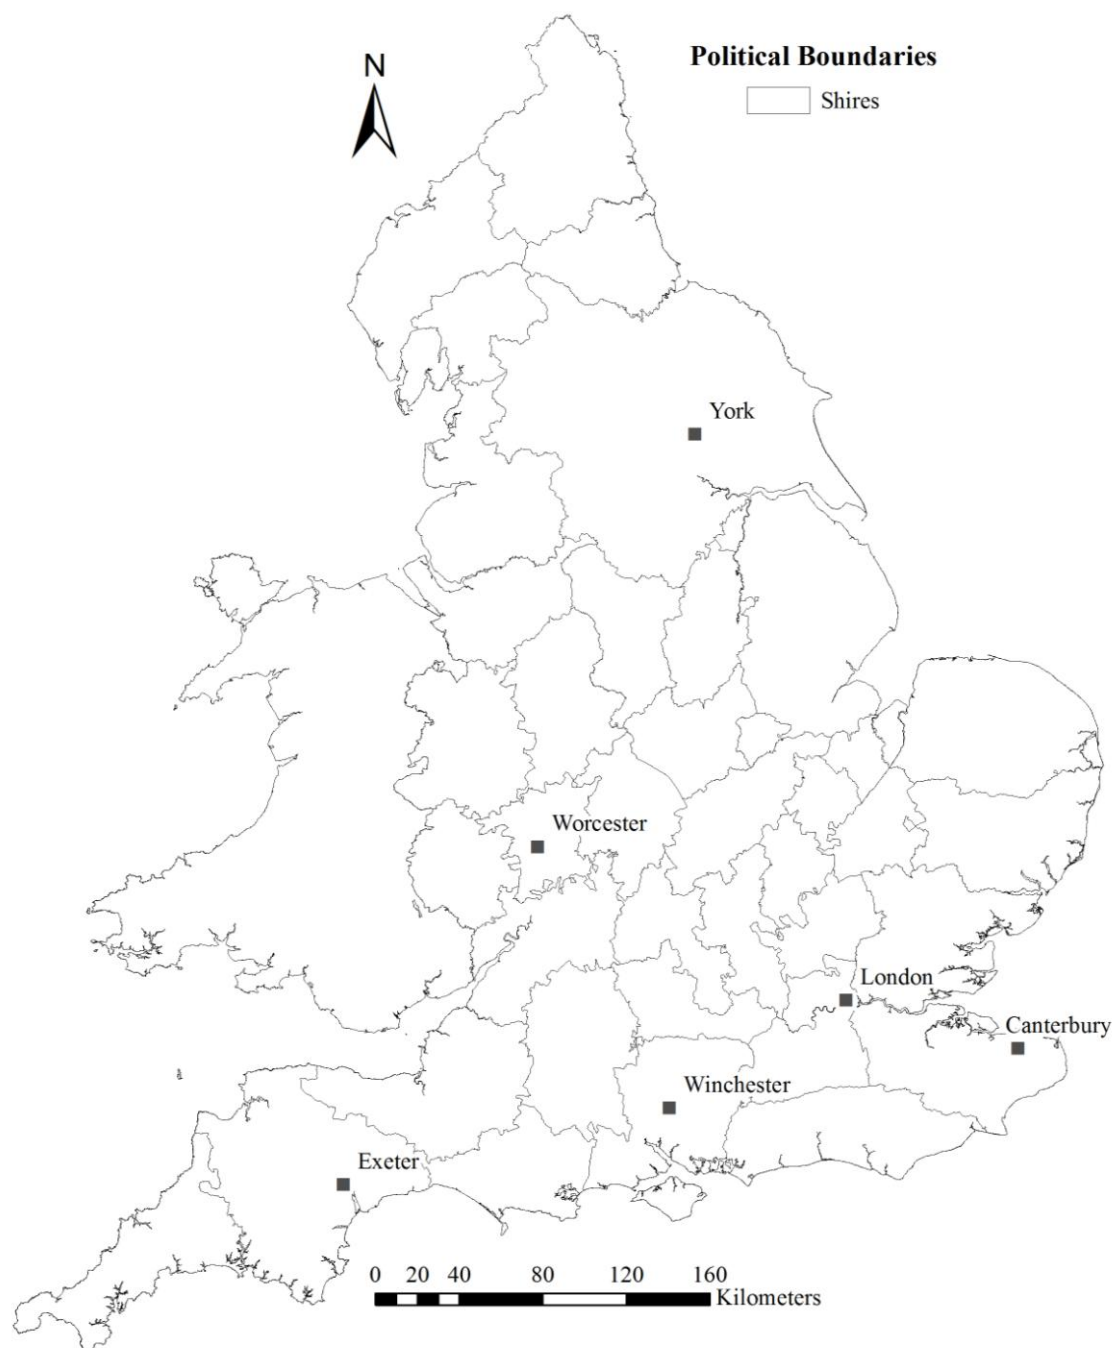 Political Boundaries
N
Shires
York
Worcester
London
Canterbury
Winchester
Exeter
0 20 40 80 120 160
Kilometers